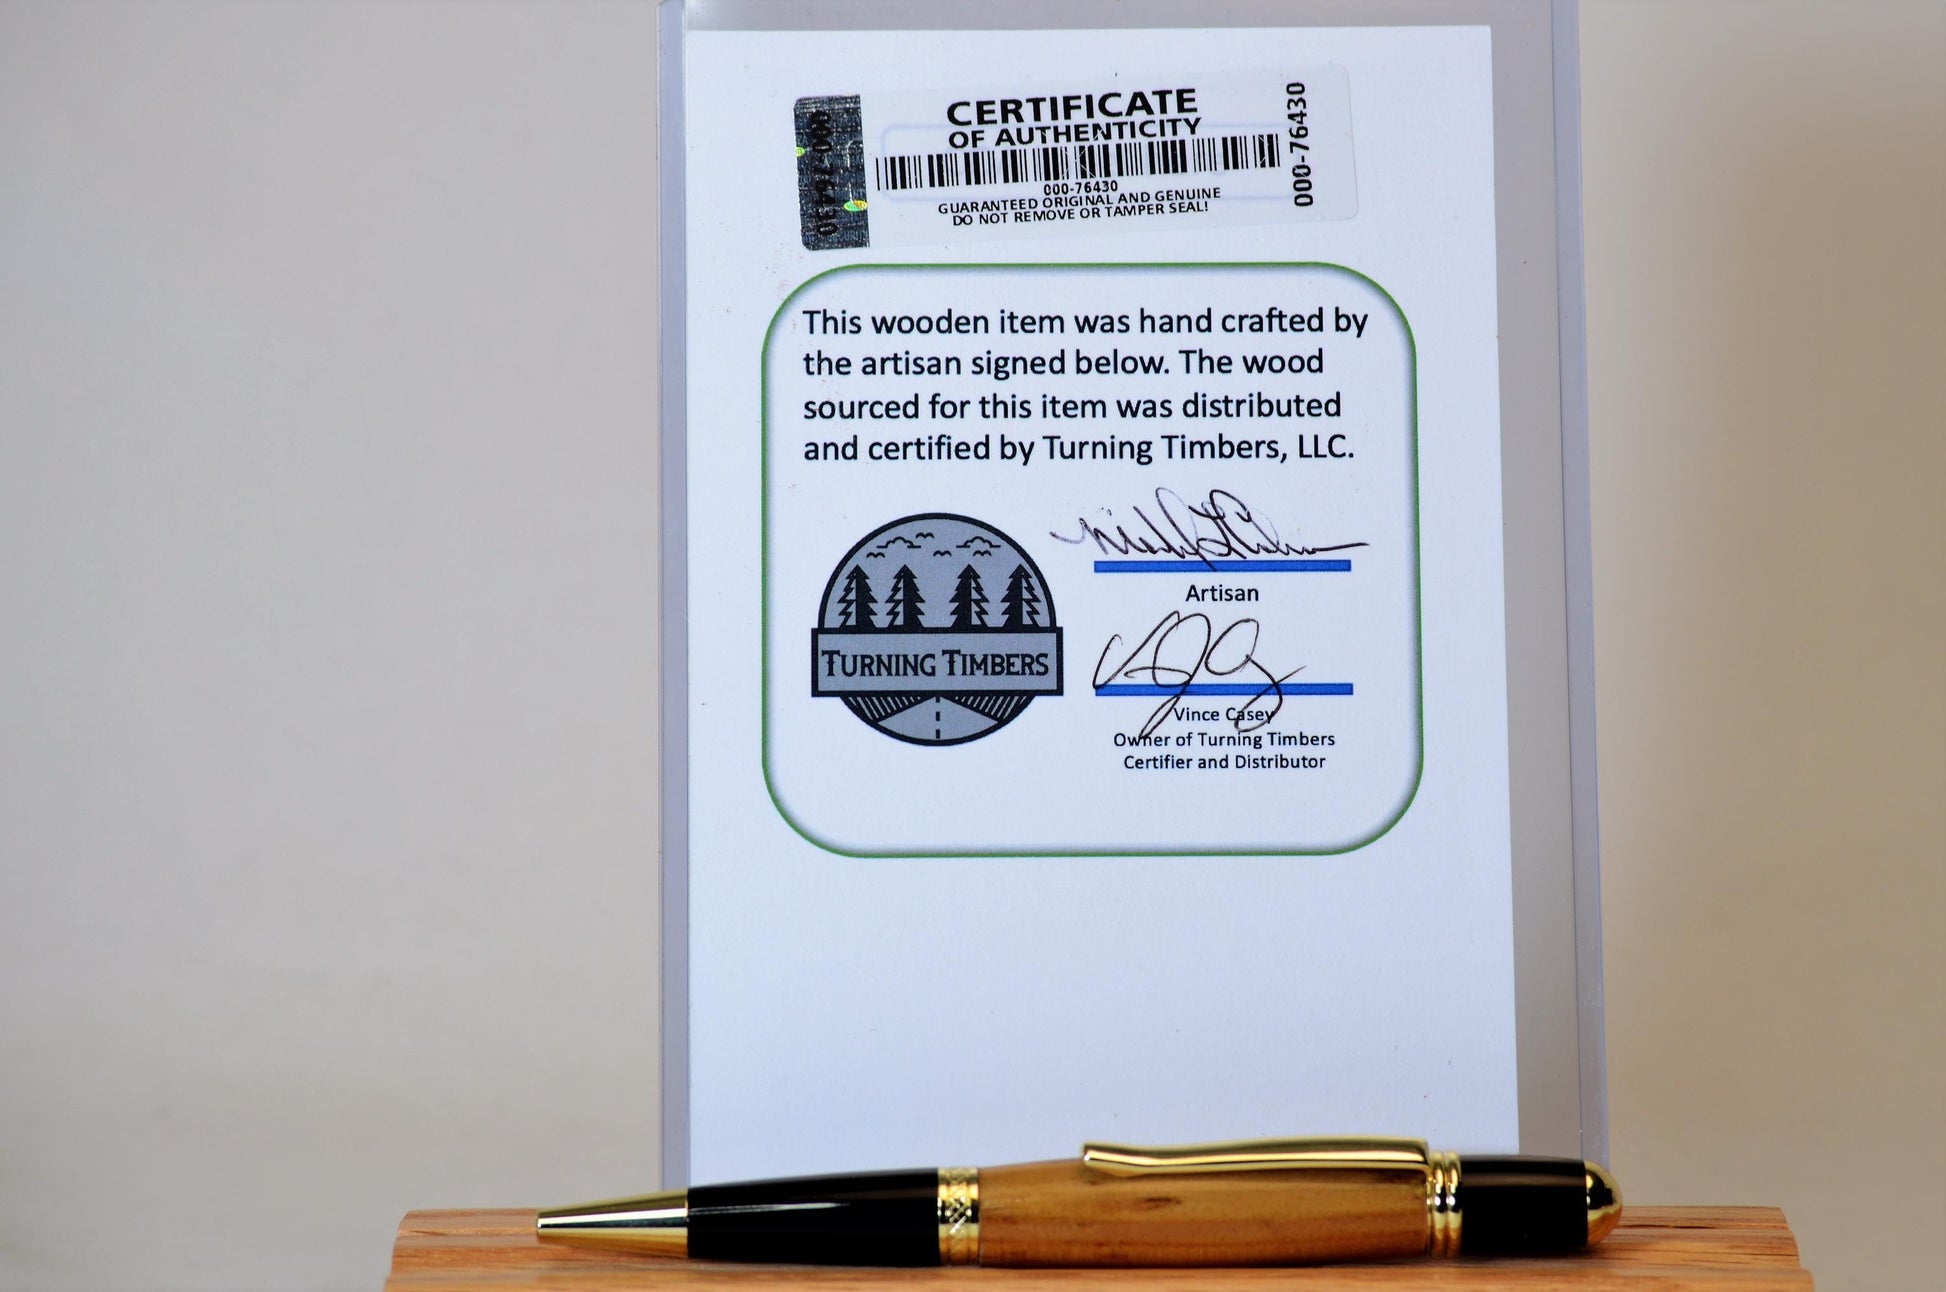 CERTIFICATE
OF AUTHENTICITY
000-76430
GUARANTEED ORIGINAL AND GENUINE
DO NOT REMOVE OR TAMPER SEAL!
000-76430
000-76430
This wooden item was hand crafted by
the artisan signed below. The wood
sourced for this item was distributed
and certified by Turning Timbers, LLC.
TURNING TIMBERS
Artisan
Vince Casey
Owner of Turning Timbers
Certifier and Distributor